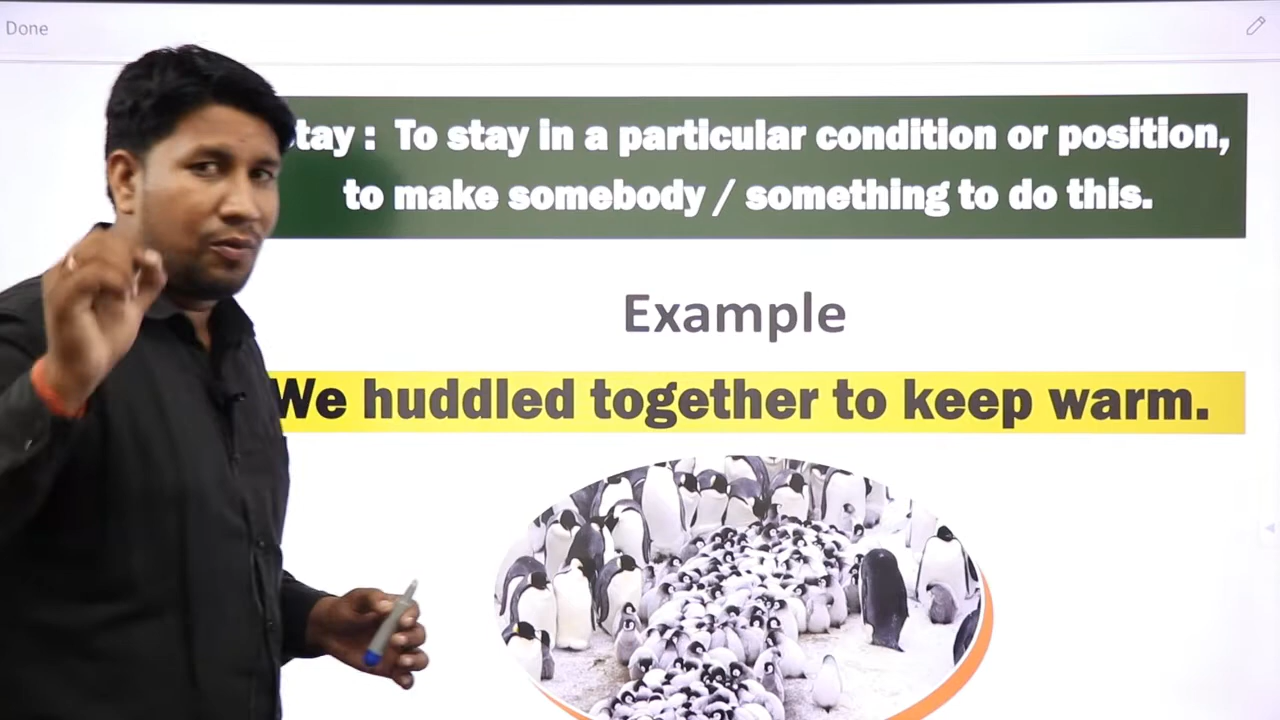 Done
tay : To stay in a particular condition or position,
to make somebody / something to do this.
Example
We huddled together to keep warm.